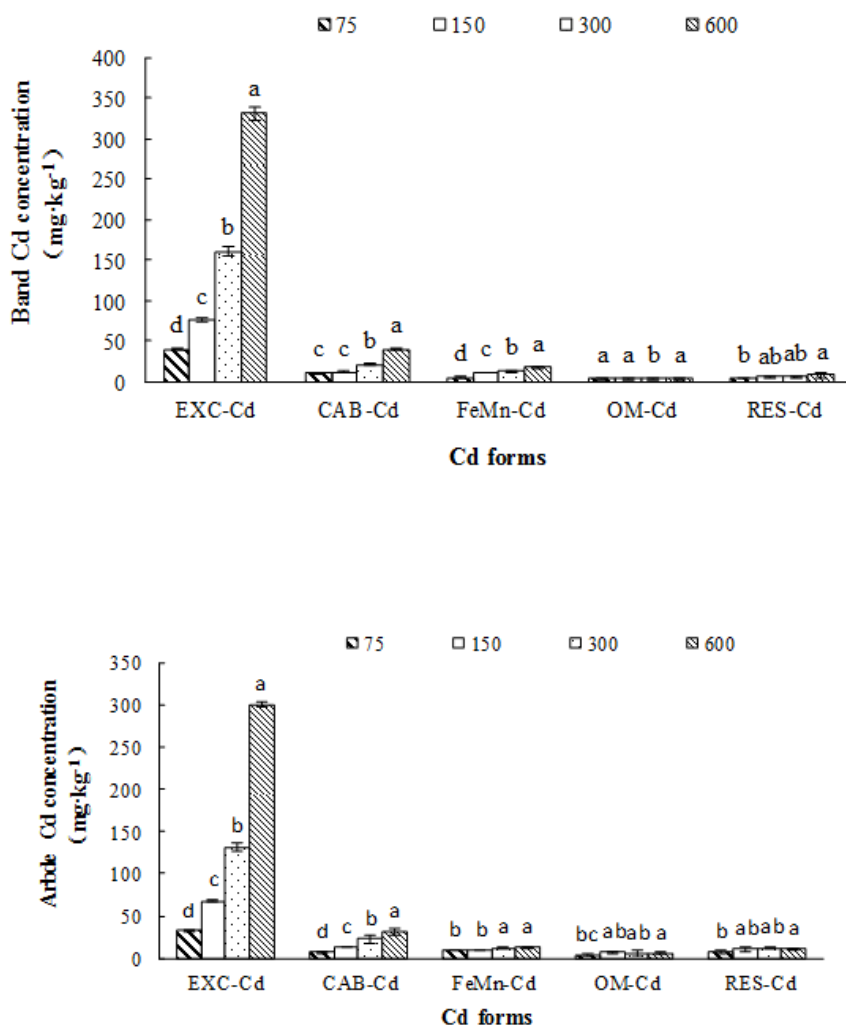 75 150 300 600
Band Cd concentration
(mg·kg⁻¹)
400
350
300
250
200
150
100
50
0
d c b a
c c b a
d c b a
a a b a
b ab ab a
EXC-Cd CAB-Cd FeMn-Cd OM-Cd RES-Cd
Cd forms
75 150 300 600
Arbde Cd concentration
(mg·kg⁻¹)
350
300
250
200
150
100
50
0
d c b a
d c b a
b b a a
bc ab ab a
b ab ab a
EXC-Cd CAB-Cd FeMn-Cd OM-Cd RES-Cd
Cd forms